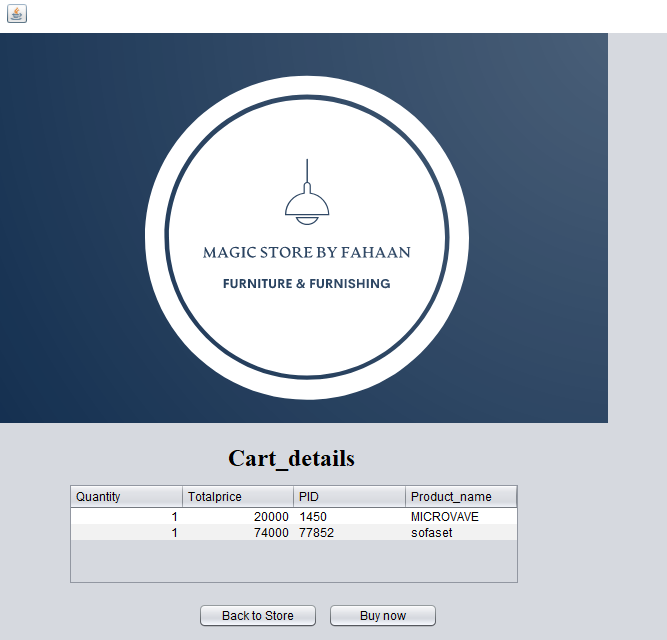 MAGIC STORE BY FAHAAN
FURNITURE & FURNISHING
Cart_details
Quantity Totalprice PID Product_name
1 20000 1450 MICROVAVE
1 74000 77852 sofaset
Back to Store Buy now